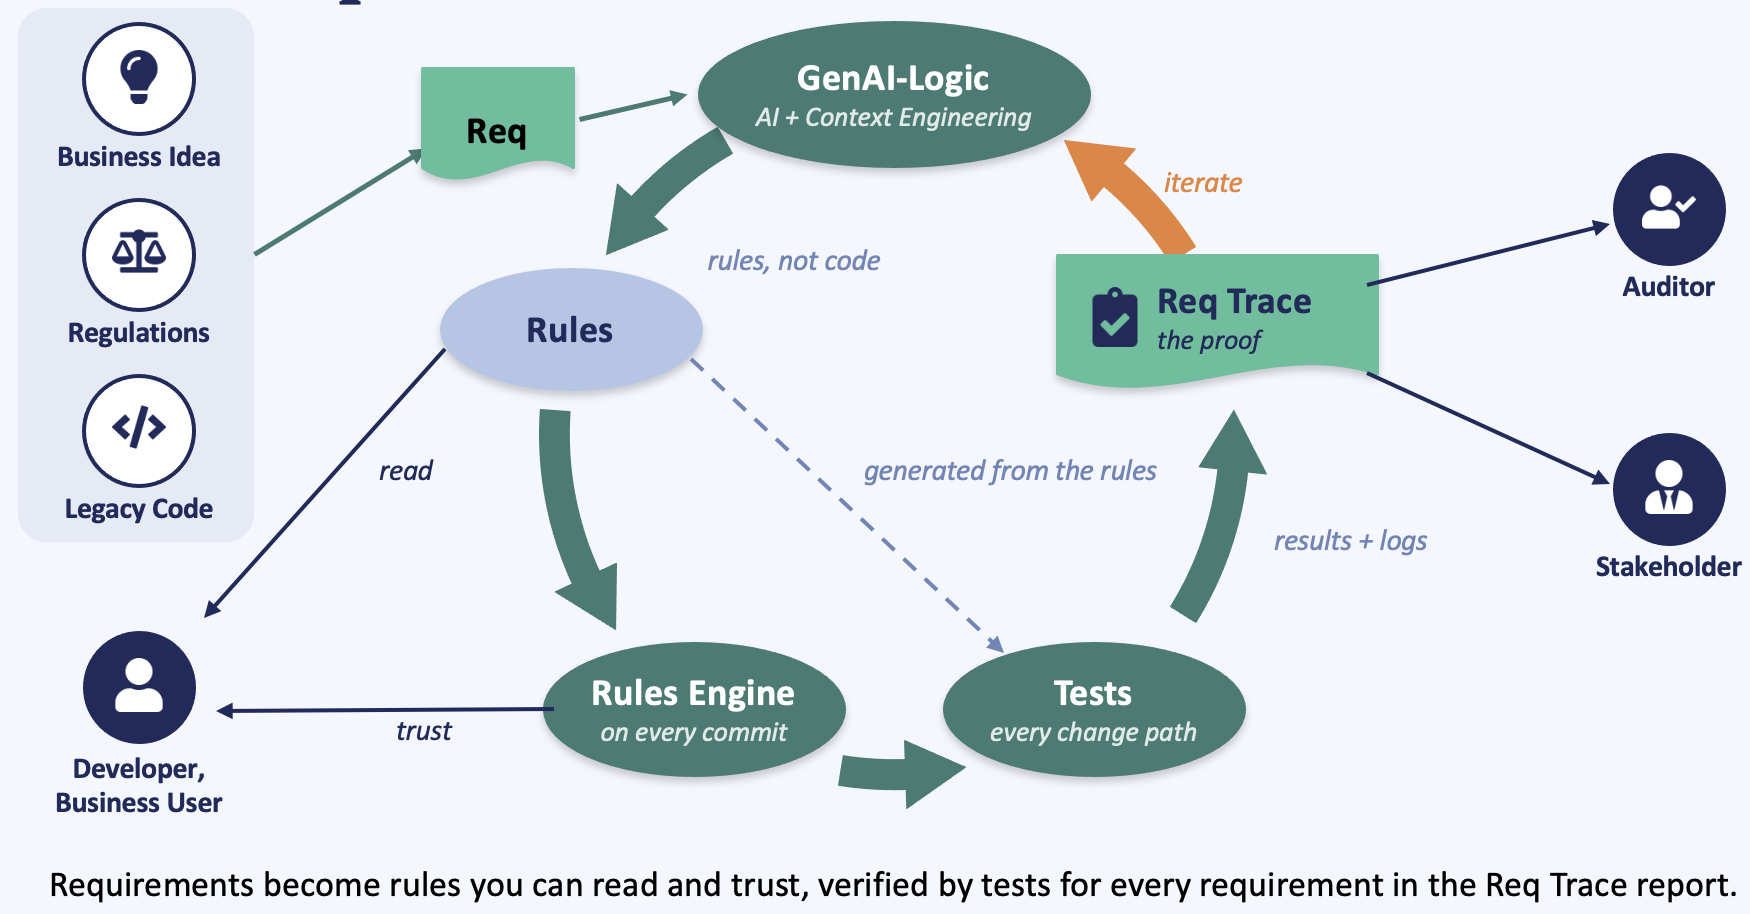 Business Idea
Regulations
Legacy Code
Req
GenAI-Logic
AI + Context Engineering
rules, not code
iterate
Rules
Req Trace
the proof
Auditor
Stakeholder
read
generated from the rules
results + logs
Rules Engine
on every commit
Tests
every change path
trust
Developer,
Business User
Requirements become rules you can read and trust, verified by tests for every requirement in the Req Trace report.